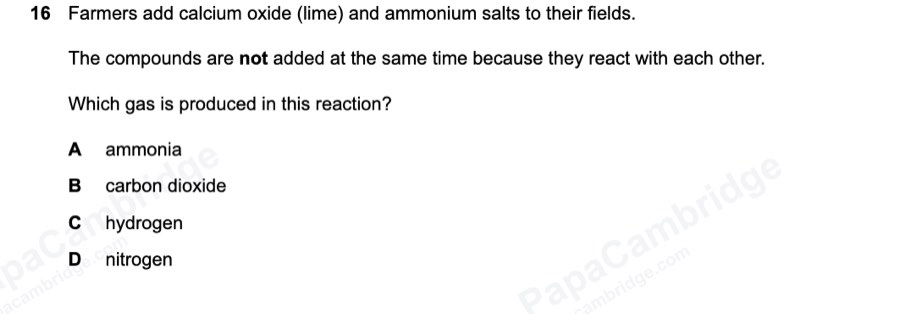 16 Farmers add calcium oxide (lime) and ammonium salts to their fields.
The compounds are not added at the same time because they react with each other.
Which gas is produced in this reaction?
A ammonia
B carbon dioxide
C hydrogen
D nitrogen
PapaCambridge